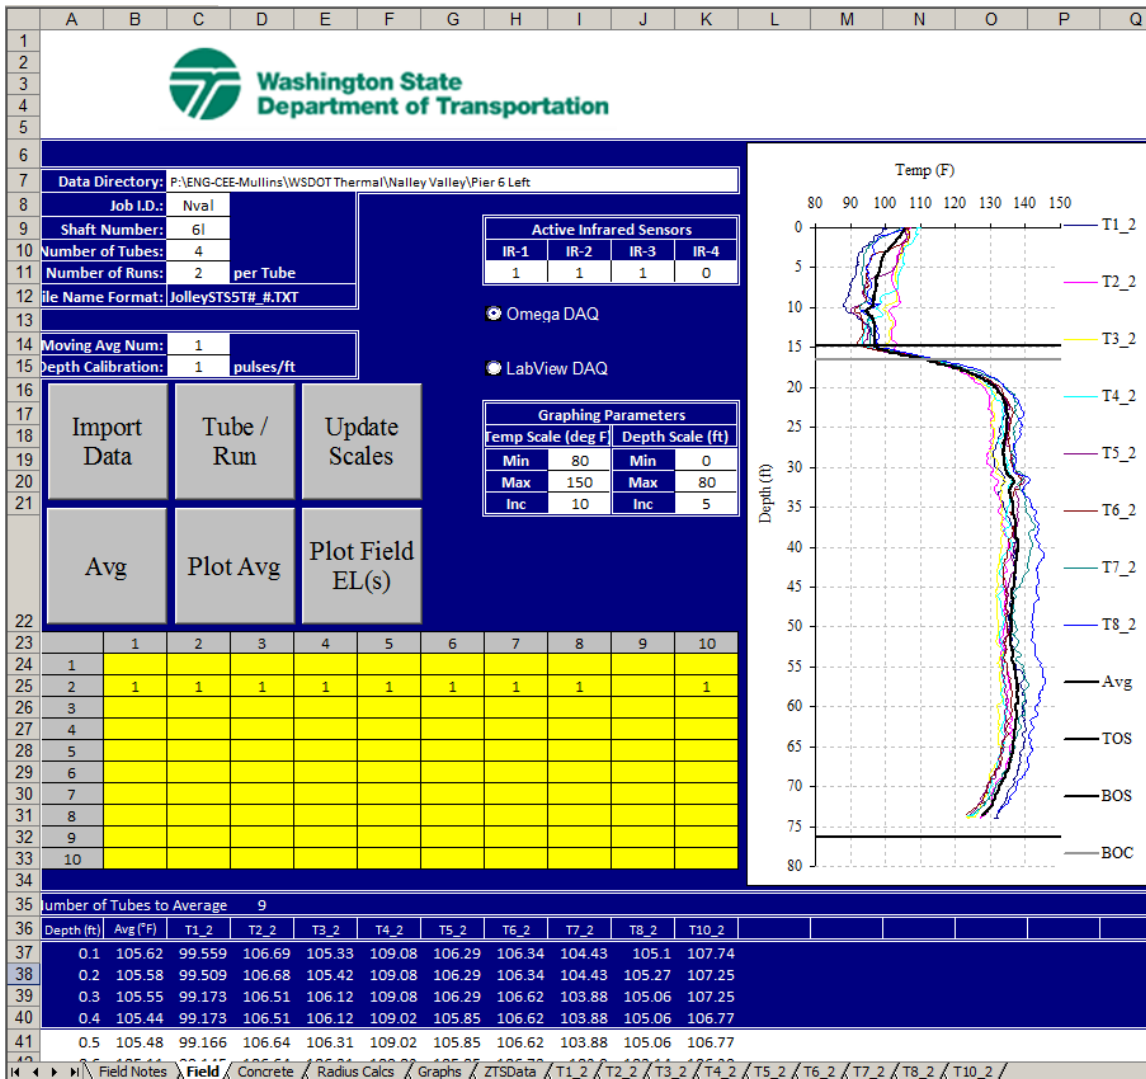 A B C D E F G H I J K L M N O P Q
1
2
3
4
5
Washington State
Department of Transportation
6
7 Data Directory: P:\ENG-CEE-Mullins\WSDOT Thermal\Nalley Valley\Pier 6 Left
8 Job I.D.: Nval
9 Shaft Number: 6l
10 Number of Tubes: 4
11 Number of Runs: 2 per Tube
12 ile Name Format: JolleySTS5T#_#.TXT
13
14 Moving Avg Num: 1
15 Depth Calibration: 1 pulses/ft
Active Infrared Sensors
IR-1 IR-2 IR-3 IR-4
1 1 1 0
Omega DAQ
LabView DAQ
16
17
18
19
20
21
22
Import Data
Tube / Run
Update Scales
Avg
Plot Avg
Plot Field EL(s)
Graphing Parameters
Temp Scale (deg F) Depth Scale (ft)
Min 80 Min 0
Max 150 Max 80
Inc 10 Inc 5
Temp (F)
80 90 100 110 120 130 140 150
0
5
10
15
20
25
30
35
40
45
50
55
60
65
70
75
80
Depth (ft)
T1_2
T2_2
T3_2
T4_2
T5_2
T6_2
T7_2
T8_2
Avg
TOS
BOS
BOC
23 1 2 3 4 5 6 7 8 9 10
24 1
25 2 1 1 1 1 1 1 1 1 1
26 3
27 4
28 5
29 6
30 7
31 8
32 9
33 10
34
35 Number of Tubes to Average 9
36 Depth (ft) Avg (°F) T1_2 T2_2 T3_2 T4_2 T5_2 T6_2 T7_2 T8_2 T10_2
37 0.1 105.62 99.559 106.69 105.33 109.08 106.29 106.34 104.43 105.1 107.74
38 0.2 105.58 99.509 106.68 105.42 109.08 106.29 106.34 104.43 105.27 107.25
39 0.3 105.55 99.173 106.51 106.12 109.08 106.29 106.62 103.88 105.06 107.25
40 0.4 105.44 99.173 106.51 106.12 109.02 105.85 106.62 103.88 105.06 106.77
41 0.5 105.48 99.166 106.64 106.31 109.02 105.85 106.62 103.88 105.06 106.77
Field Notes Field Concrete Radius Calcs Graphs ZTSData T1_2 T2_2 T3_2 T4_2 T5_2 T6_2 T7_2 T8_2 T10_2